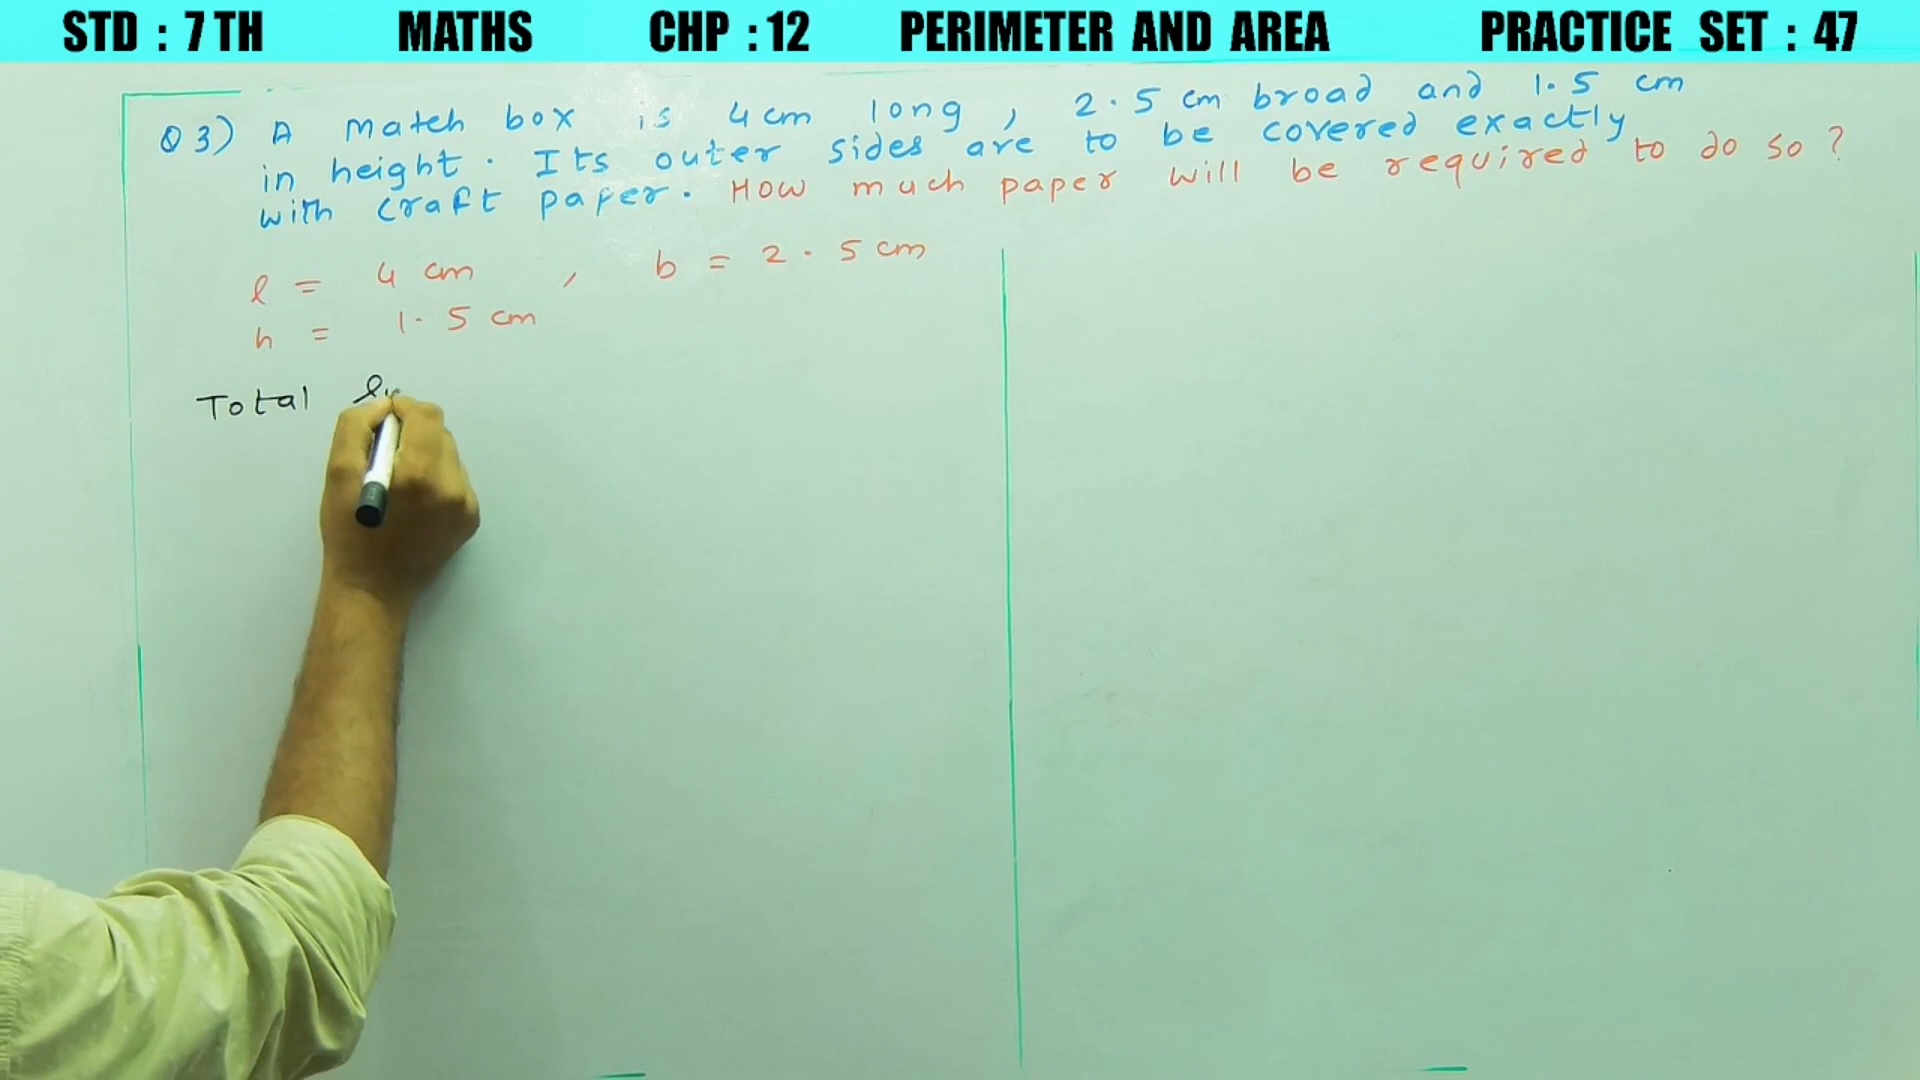 STD : 7 TH MATHS CHP : 12 PERIMETER AND AREA PRACTICE SET : 47
Q 3) A Match box is 4 cm long , 2.5 cm broad and 1.5 cm
in height. Its outer sides are to be covered exactly
with craft paper. How much paper will be required to do so ?
l = 4 cm , b = 2.5 cm
h = 1.5 cm
Total